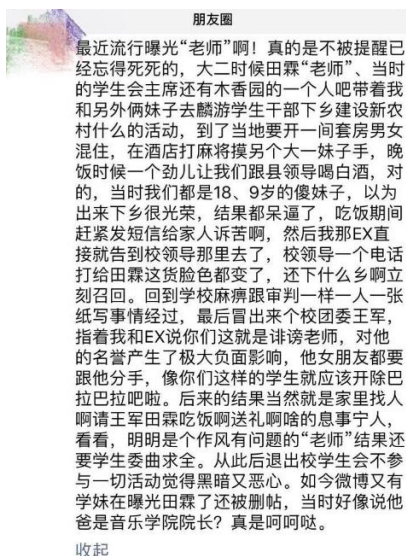 朋友圈
最近流行曝光“老师”啊！真的是不被提醒已
经忘得死死的，大二时候田霖“老师”、当时
的学生会主席还有木香园的一个人吧带着我
和另外俩妹子去麟游学生干部下乡建设新农
村什么的活动，到了当地要开一间套房男女
混住，在酒店打麻将摸另个大一妹子手，晚
饭时候一个劲儿让我们跟县领导喝白酒，对
的，当时我们都是18、9岁的傻妹子，以为
出来下乡很光荣，结果都呆逼了，吃饭期间
赶紧发短信给家人诉苦啊，然后我那EX直
接就告到校领导那里去了，校领导一个电话
打给田霖这货脸色都变了，还下什么乡啊立
刻召回。回到学校麻痹跟审判一样一人一张
纸写事情经过，最后冒出来个校团委王军，
指着我和EX说你们这就是诽谤老师，对他
的名誉产生了极大负面影响，他女朋友都要
跟他分手，像你们这样的学生就应该开除巴
拉巴拉吧啦。后来的结果当然就是家里找人
啊请王军田霖吃饭啊送礼啊啥的息事宁人，
看看，明明是个作风有问题的“老师”结果还
要学生委曲求全。从此后退出校学生会不参
与一切活动觉得黑暗又恶心。如今微博又有
学妹在曝光田霖了还被删帖，当时好像说他
爸是音乐学院院长？真是呵呵哒。
收起